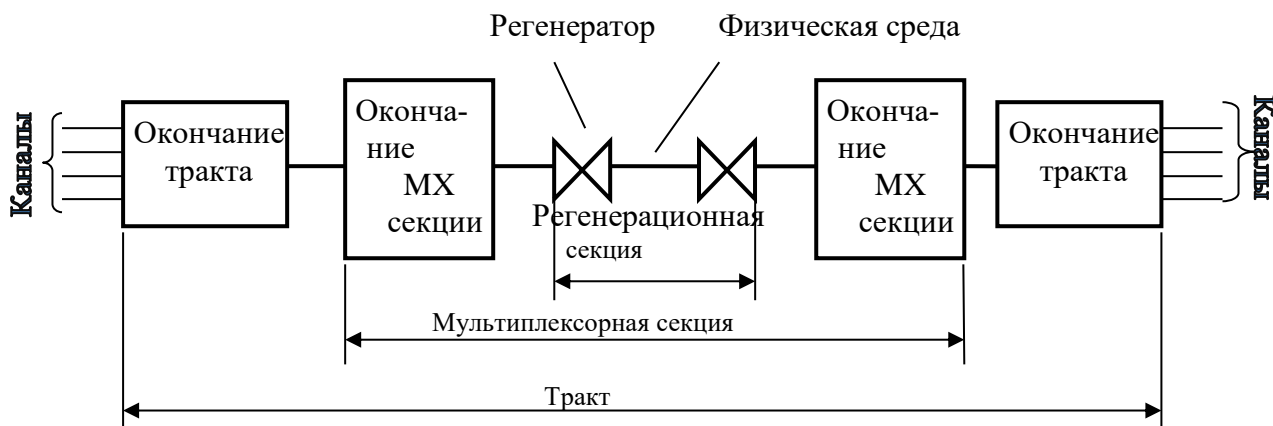 Регенератор
Физическая среда
Каналы
Окончание
тракта
Оконча-
ние
МХ
секции
Оконча-
ние
МХ
секции
Окончание
тракта
Каналы
Регенерационная
секция
Мультиплексорная секция
Тракт